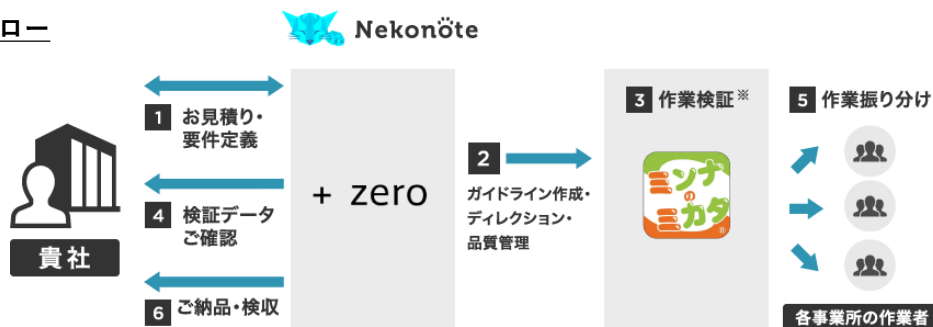 ロー
Nekonöte
1 お見積り・
要件定義
4 検証データ
ご確認
6 ご納品・検収
貴社
+ zero
2
ガイドライン作成・
ディレクション・
品質管理
3 作業検証※
ミンナ
の
ミカタ
®
5 作業振り分け
各事業所の作業者